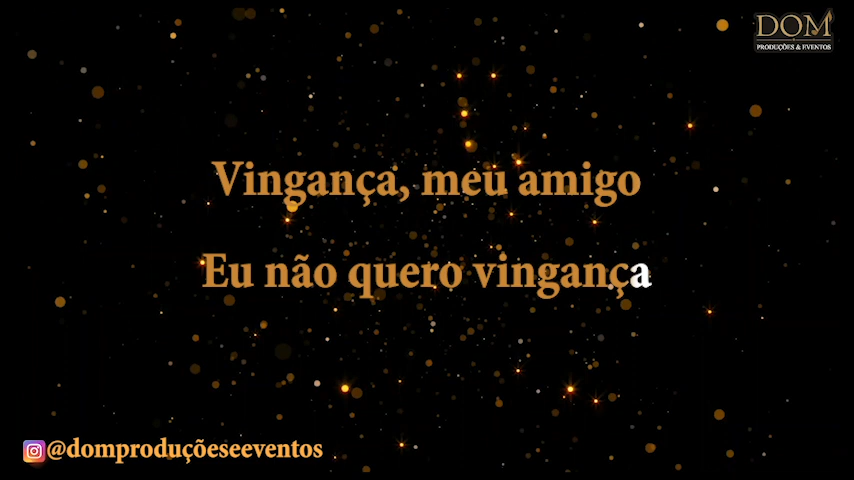 DOM
PRODUÇÕES & EVENTOS
Vingança, meu amigo
Eu não quero vingança
@domproduçõeseeventos